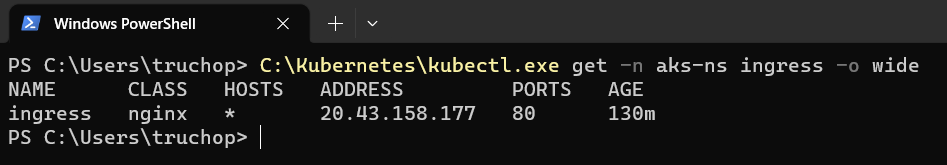 Windows PowerShell
PS C:\Users\truchop> C:\Kubernetes\kubectl.exe get -n aks-ns ingress -o wide
NAME CLASS HOSTS ADDRESS PORTS AGE
ingress nginx * 20.43.158.177 80 130m
PS C:\Users\truchop>